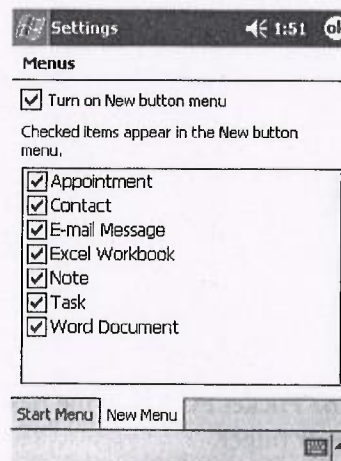 Settings 1:51 ok
Menus
Turn on New button menu
Checked items appear in the New button
menu.
Appointment
Contact
E-mail Message
Excel Workbook
Note
Task
Word Document
Start Menu New Menu